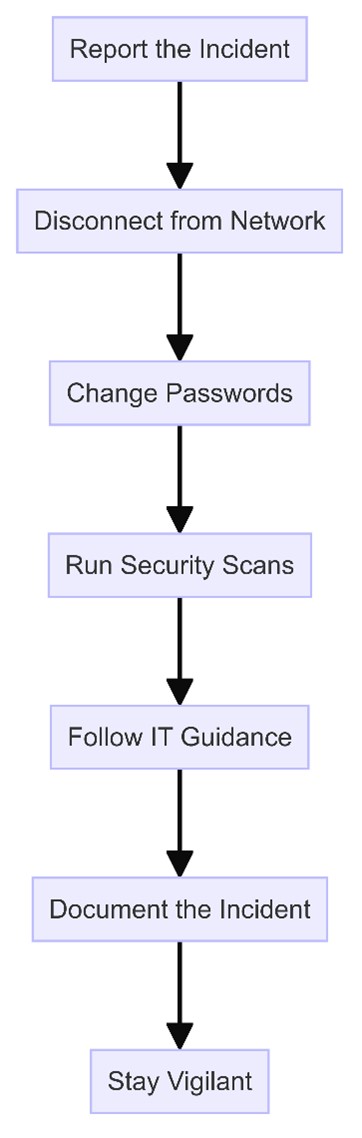 Report the Incident
Disconnect from Network
Change Passwords
Run Security Scans
Follow IT Guidance
Document the Incident
Stay Vigilant